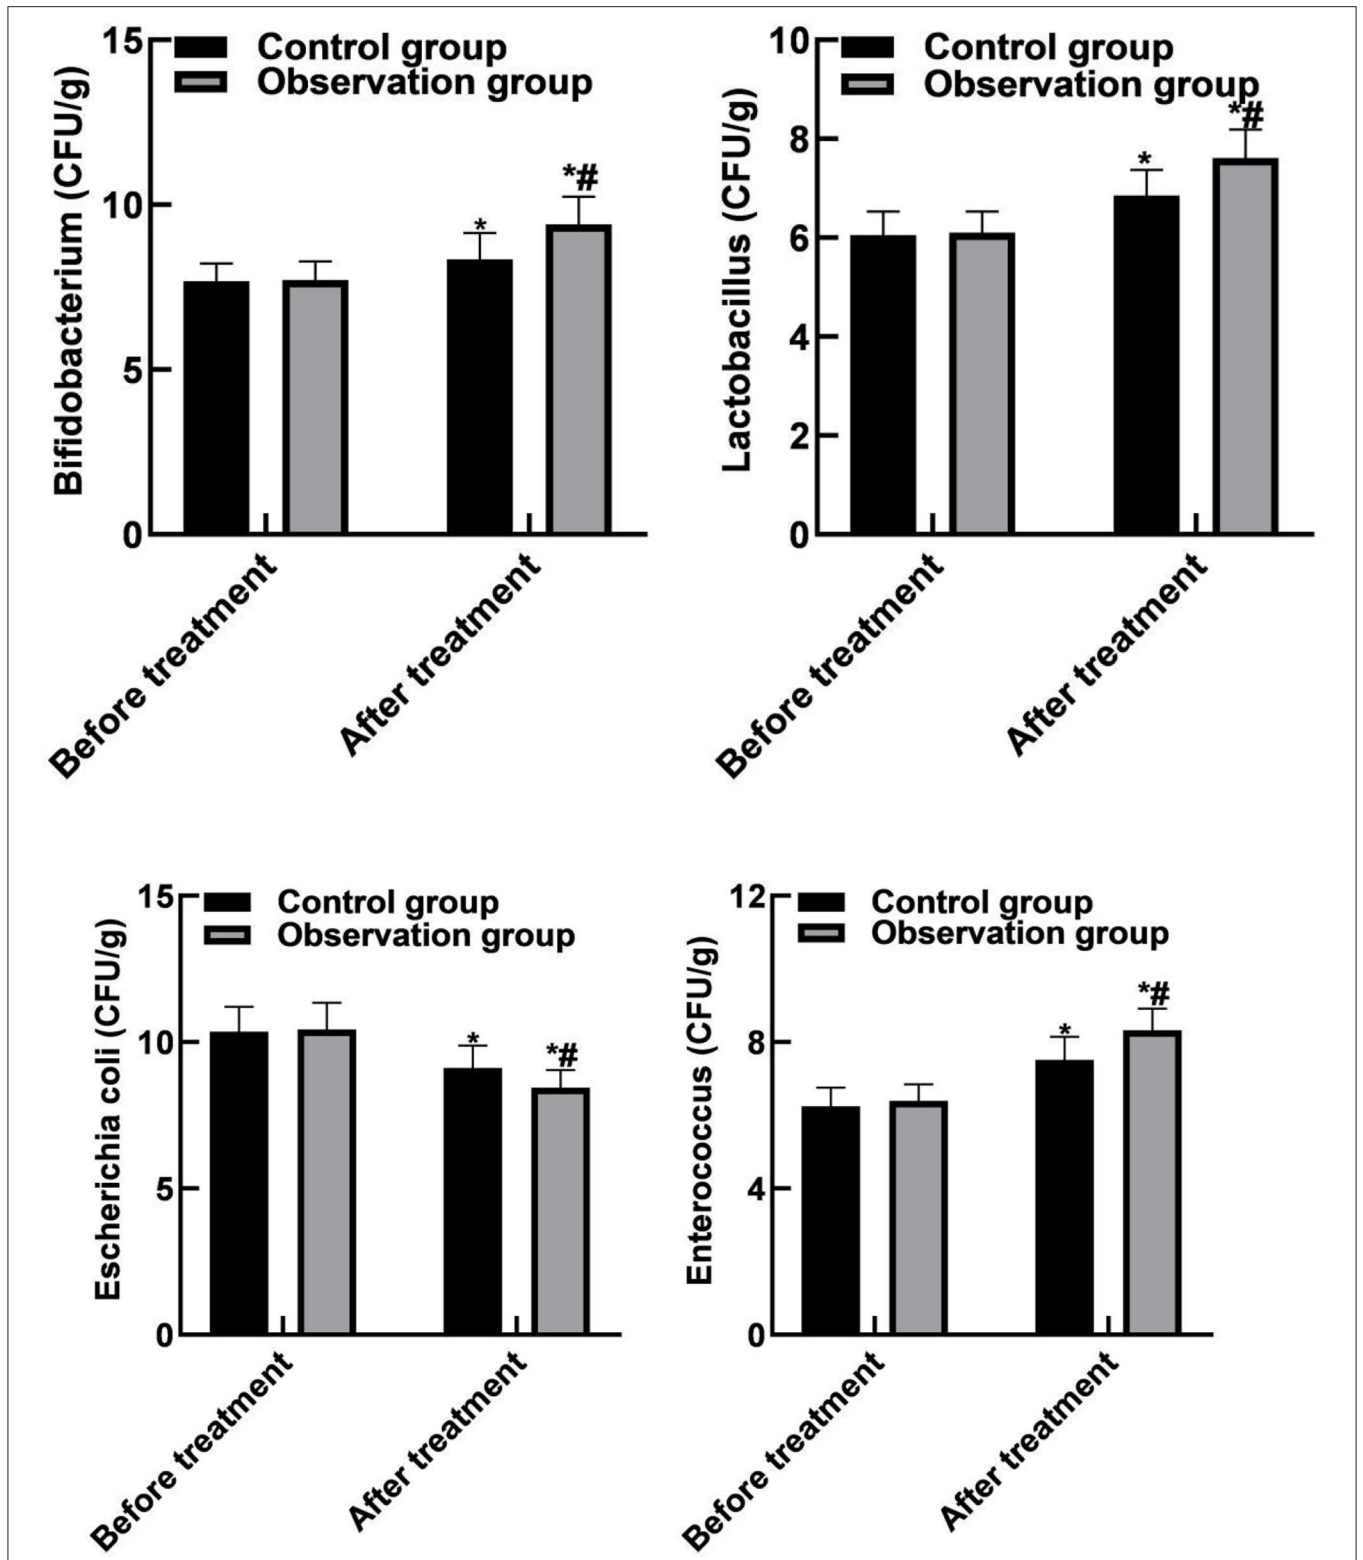 Bifidobacterium (CFU/g)
15
10
5
0
Control group
Observation group
*
*#
Before treatment
After treatment
Lactobacillus (CFU/g)
10
8
6
4
2
0
Control group
Observation group
*
*#
Before treatment
After treatment
Escherichia coli (CFU/g)
15
10
5
0
Control group
Observation group
*
*#
Before treatment
After treatment
Enterococcus (CFU/g)
12
8
4
0
Control group
Observation group
*
*#
Before treatment
After treatment